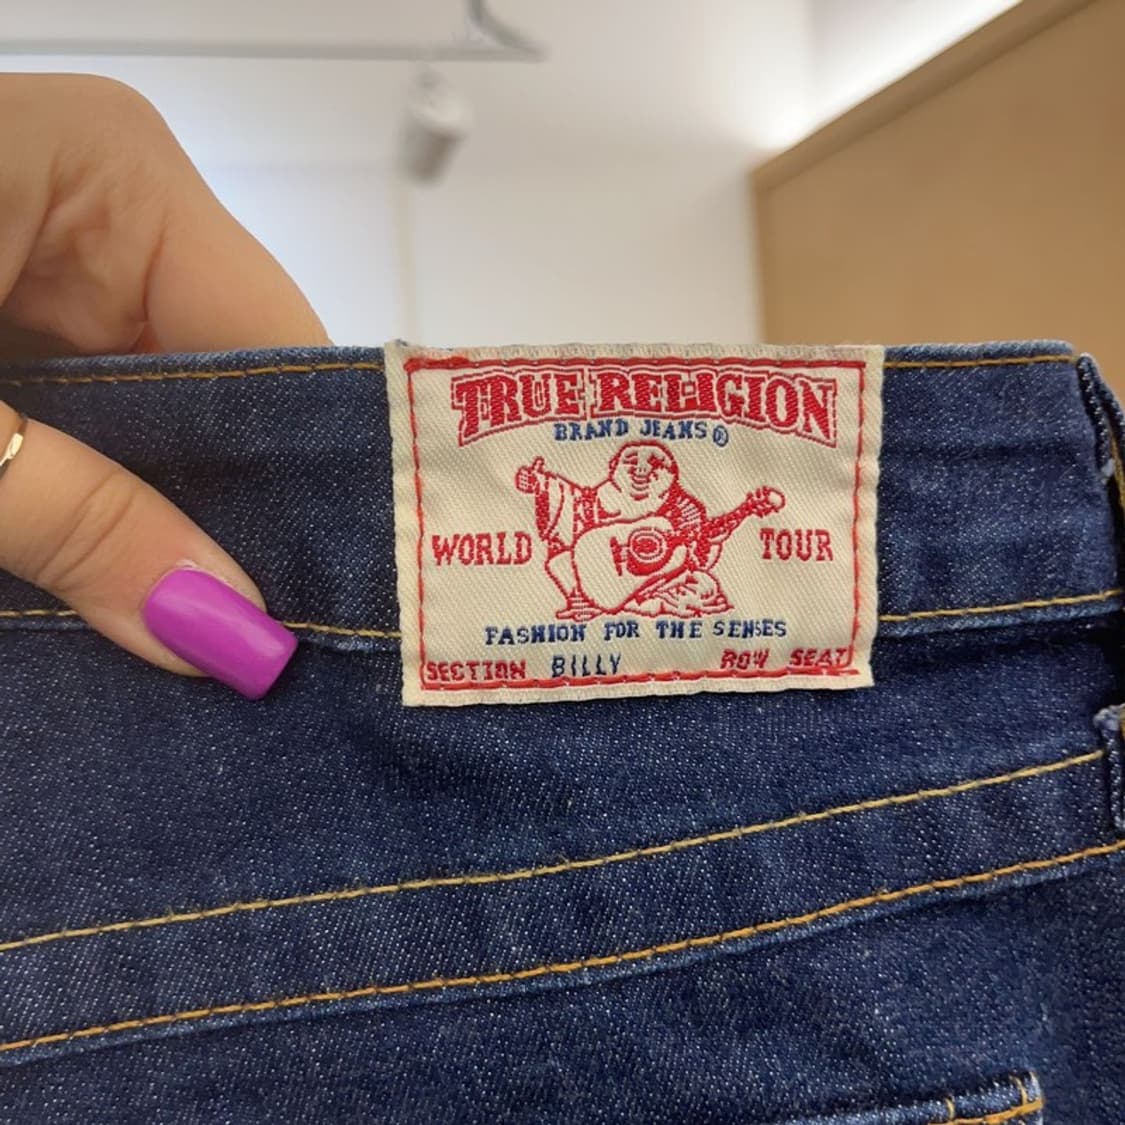 TRUE RELIGION
BRAND JEANS®
WORLD TOUR
FASHION FOR THE SENSES
SECTION BILLY ROW SEAT